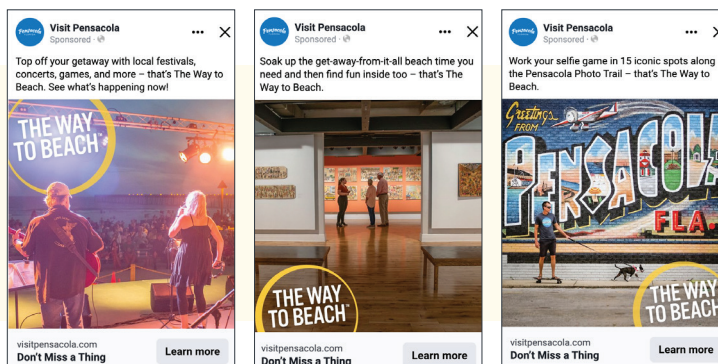 Pensacola
Visit Pensacola
Sponsored ·
Top off your getaway with local festivals,
concerts, games, and more – that's The Way to
Beach. See what's happening now!
THE WAY
TO BEACH
visitpensacola.com
Don't Miss a Thing
Learn more
Pensacola
Visit Pensacola
Sponsored ·
Soak up the get-away-from-it-all beach time you
need and then find fun inside too – that's The
Way to Beach.
THE WAY
TO BEACH™
visitpensacola.com
Don't Miss a Thing
Learn more
Pensacola
Visit Pensacola
Sponsored ·
Work your selfie game in 15 iconic spots along
the Pensacola Photo Trail – that's The Way to
Beach.
Greetings
FROM
PENSACOLA
FLA.
THE WAY
TO BEACH
visitpensacola.com
Don't Miss a Thing
Learn more